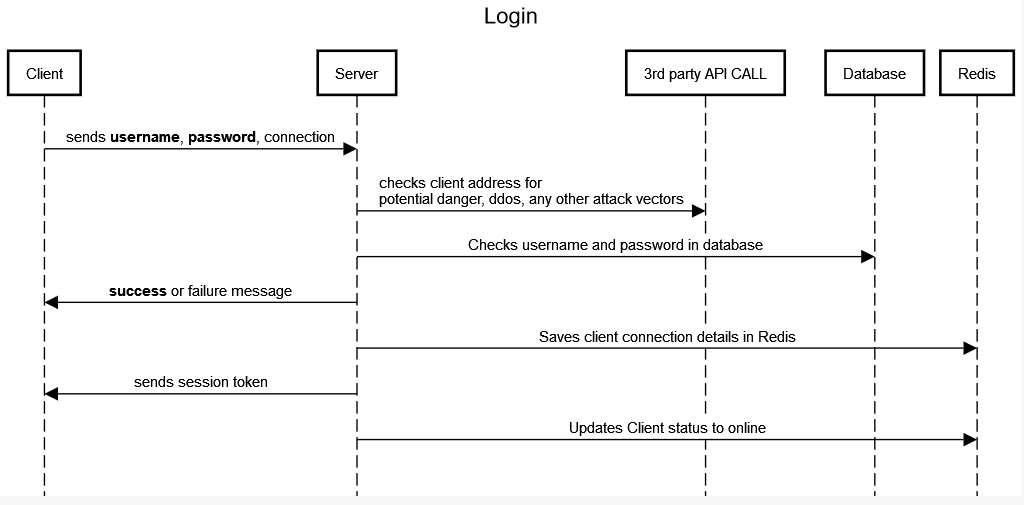 Login
Client
Server
3rd party API CALL
Database
Redis
sends username, password, connection
checks client address for
potential danger, ddos, any other attack vectors
Checks username and password in database
success or failure message
Saves client connection details in Redis
sends session token
Updates Client status to online